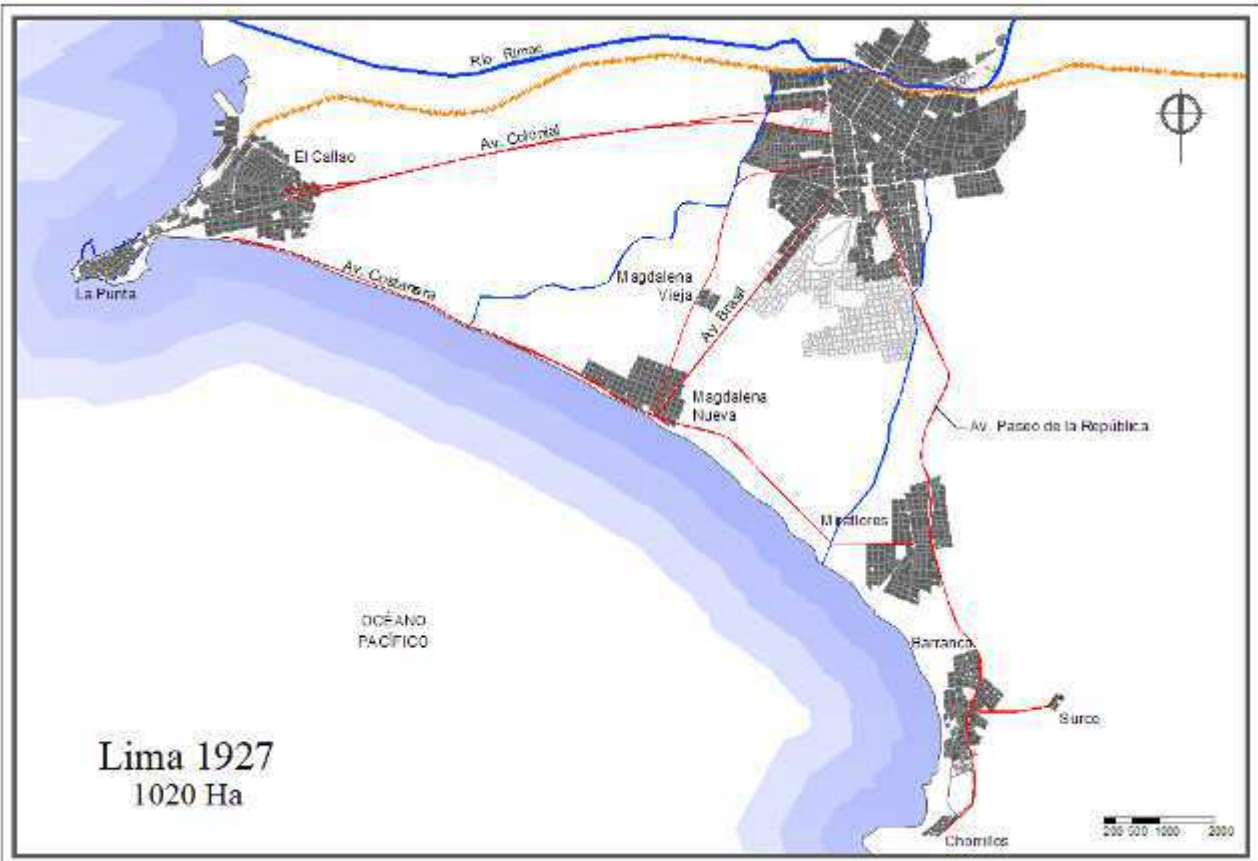 Río Rimac
Av. Colonial
El Callao
La Punta
Av. Costanera
Magdalena
Vieja
Av. Brasil
Magdalena
Nueva
Av. Paseo de la República
Miraflores
OCÉANO
PACÍFICO
Barranco
Surco
Lima 1927
1020 Ha
Chorrillos
200 500 1000 2000